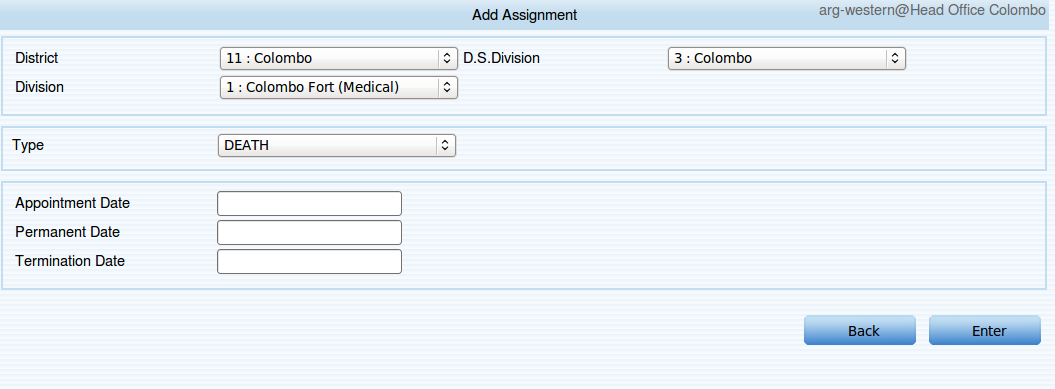 Add Assignment
arg-western@Head Office Colombo
District 11 : Colombo D.S.Division 3 : Colombo
Division 1 : Colombo Fort (Medical)
Type DEATH
Appointment Date
Permanent Date
Termination Date
Back Enter